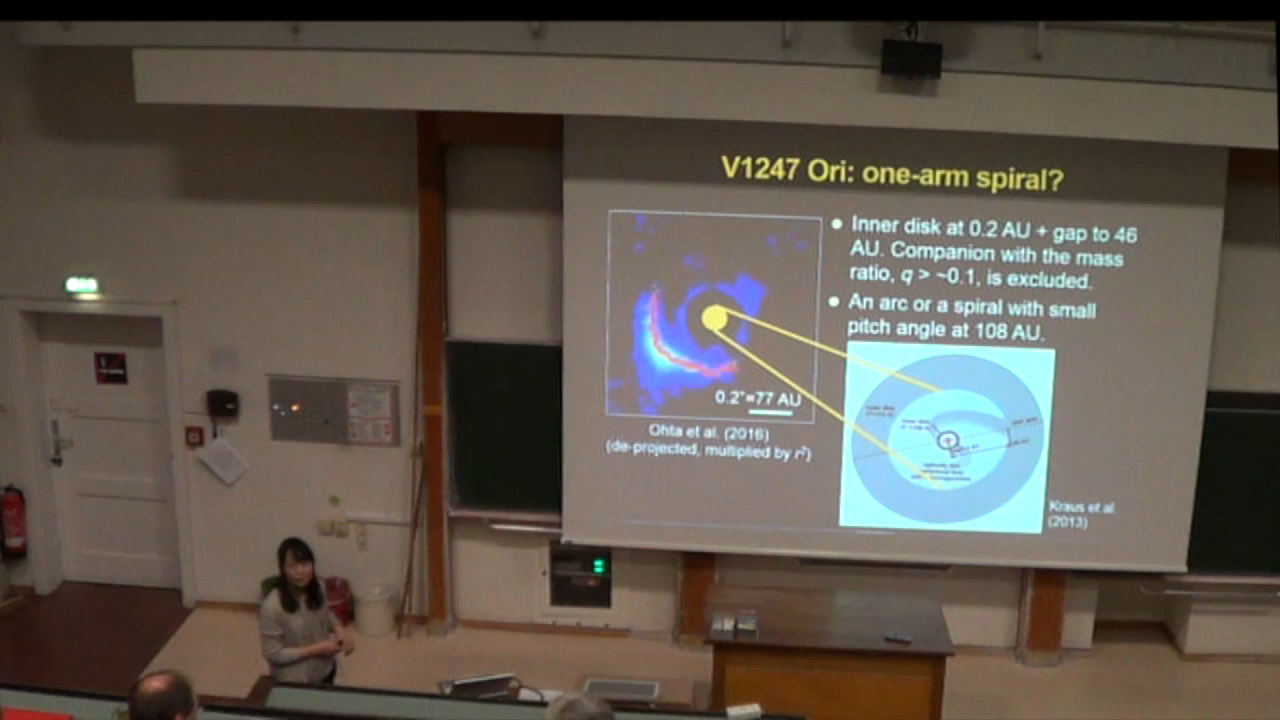 V1247 Ori: one-arm spiral?
Inner disk at 0.2 AU + gap to 46
AU. Companion with the mass
ratio, q > ~0.1, is excluded.
An arc or a spiral with small
pitch angle at 108 AU.
0.2"=77 AU
Ohta et al. (2016)
(de-projected, multiplied by r²)
Kraus et al.
(2013)